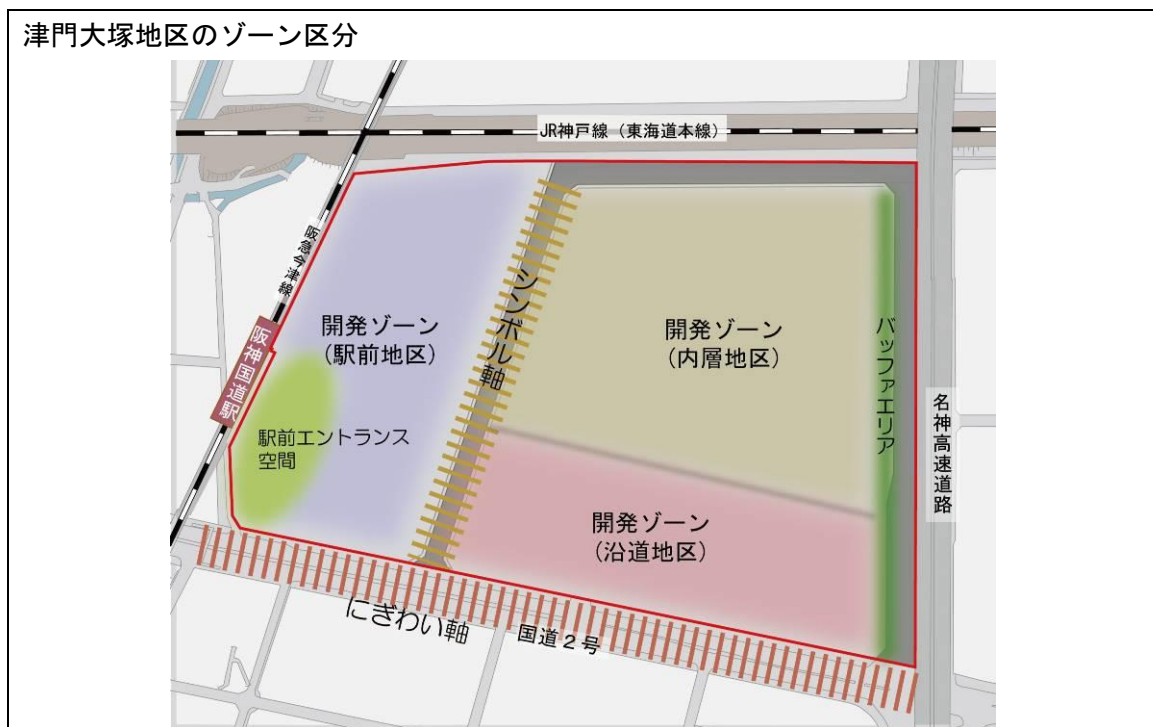 津門大塚地区のゾーン区分
JR神戸線（東海道本線）
阪急今津線
阪神国道駅
開発ゾーン
（駅前地区）
シンボル軸
開発ゾーン
（内層地区）
バッファエリア
名神高速道路
駅前エントランス
空間
開発ゾーン
（沿道地区）
にぎわい軸
国道２号